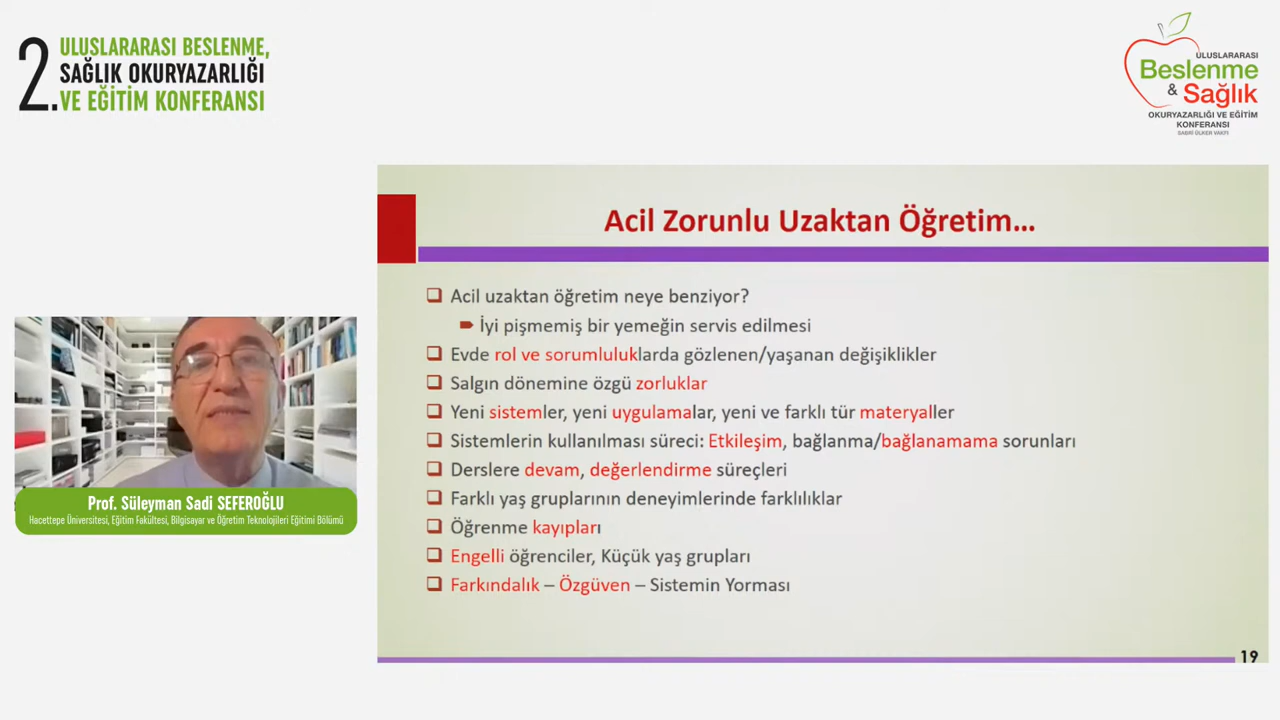 2.
ULUSLARARASI BESLENME,
SAĞLIK OKURYAZARLIĞI
VE EĞİTİM KONFERANSI
ULUSLARARASI
Beslenme
& Sağlık
OKURYAZARLIĞI VE EĞİTİM
KONFERANSI
SABRİ ÜLKER VAKFI
Acil Zorunlu Uzaktan Öğretim...
Acil uzaktan öğretim neye benziyor?
İyi pişmemiş bir yemeğin servis edilmesi
Evde rol ve sorumluluklarda gözlenen/yaşanan değişiklikler
Salgın dönemine özgü zorluklar
Yeni sistemler, yeni uygulamalar, yeni ve farklı tür materyaller
Sistemlerin kullanılması süreci: Etkileşim, bağlanma/bağlanamama sorunları
Derslere devam, değerlendirme süreçleri
Farklı yaş gruplarının deneyimlerinde farklılıklar
Öğrenme kayıpları
Engelli öğrenciler, Küçük yaş grupları
Farkındalık – Özgüven – Sistemin Yorması
19
Prof. Süleyman Sadi SEFEROĞLU
Hacettepe Üniversitesi, Eğitim Fakültesi, Bilgisayar ve Öğretim Teknolojileri Eğitimi Bölümü